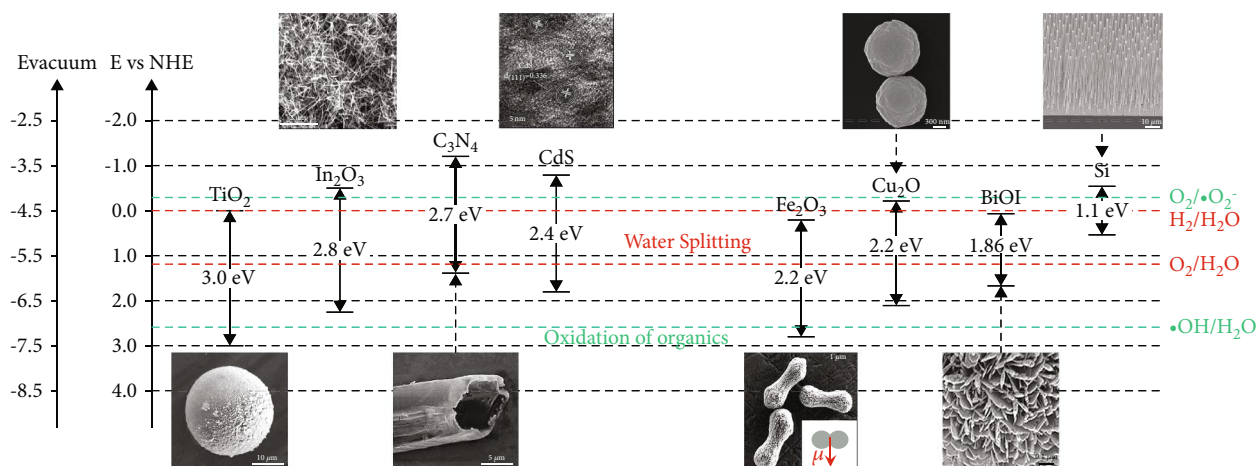 Evacuum
E vs NHE
-2.5
-3.5
-4.5
-5.5
-6.5
-7.5
-8.5
-2.0
-1.0
0.0
1.0
2.0
3.0
4.0
d(111)=0.336
5 nm
300 nm
10 μm
TiO₂
3.0 eV
In₂O₃
2.8 eV
C₃N₄
2.7 eV
CdS
2.4 eV
Fe₂O₃
2.2 eV
Cu₂O
2.2 eV
BiOI
1.86 eV
Si
1.1 eV
Water Splitting
Oxidation of organics
O₂/•O₂⁻
H₂/H₂O
O₂/H₂O
•OH/H₂O
10 μm
5 μm
1 μm
μ